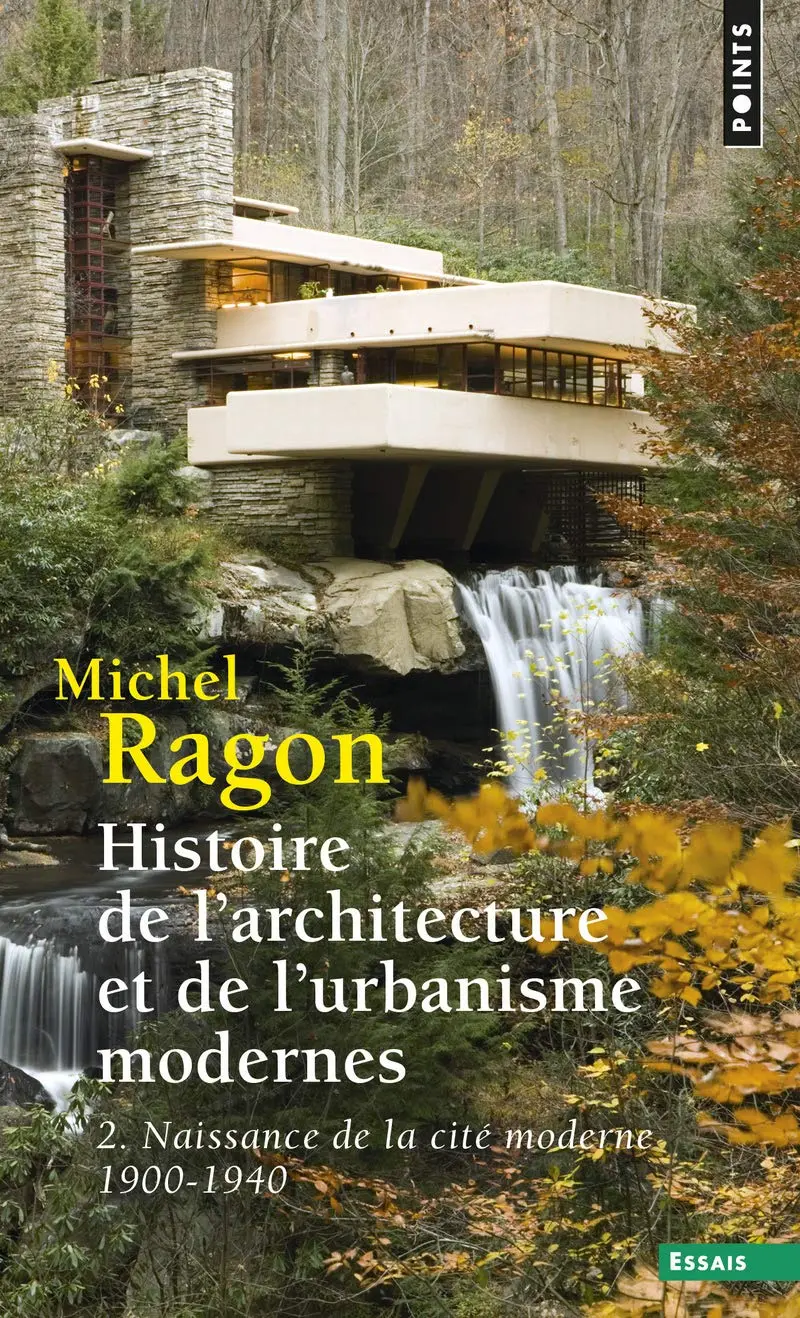 POINTS
Michel
Ragon
Histoire
de l'architecture
et de l'urbanisme
modernes
2. Naissance de la cité moderne
1900-1940
ESSAIS